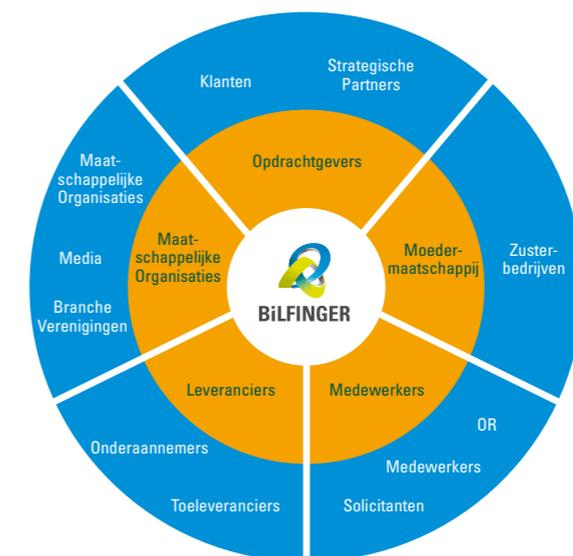 Klanten
Strategische
Partners
Opdrachtgevers
Maat-
schappelijke
Organisaties
Media
Branche
Verenigingen
Maat-
schappelijke
Organisaties
BiLFINGER
Moeder-
maatschappij
Zuster-
bedrijven
Leveranciers
Medewerkers
Onderaannemers
Toeleveranciers
OR
Medewerkers
Solicitanten